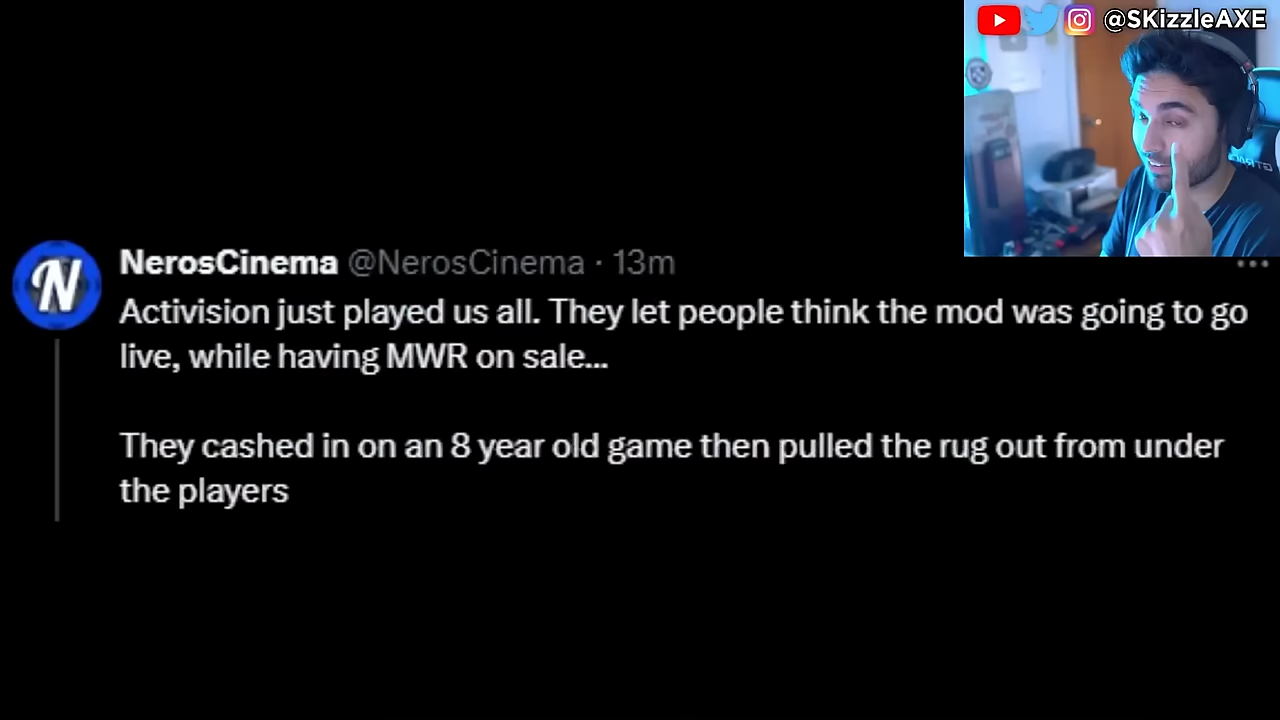 @SKizzleAXE
NerosCinema @NerosCinema · 13m
Activision just played us all. They let people think the mod was going to go
live, while having MWR on sale...
They cashed in on an 8 year old game then pulled the rug out from under
the players